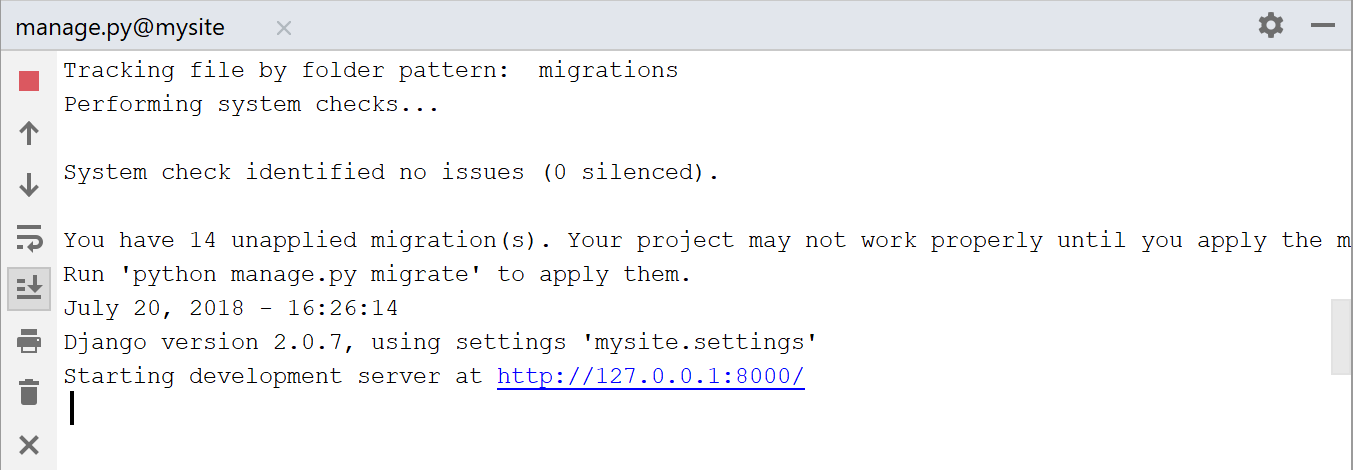 manage.py@mysite
Tracking file by folder pattern:  migrations
Performing system checks...
System check identified no issues (0 silenced).
You have 14 unapplied migration(s). Your project may not work properly until you apply the m
Run 'python manage.py migrate' to apply them.
July 20, 2018 - 16:26:14
Django version 2.0.7, using settings 'mysite.settings'
Starting development server at http://127.0.0.1:8000/